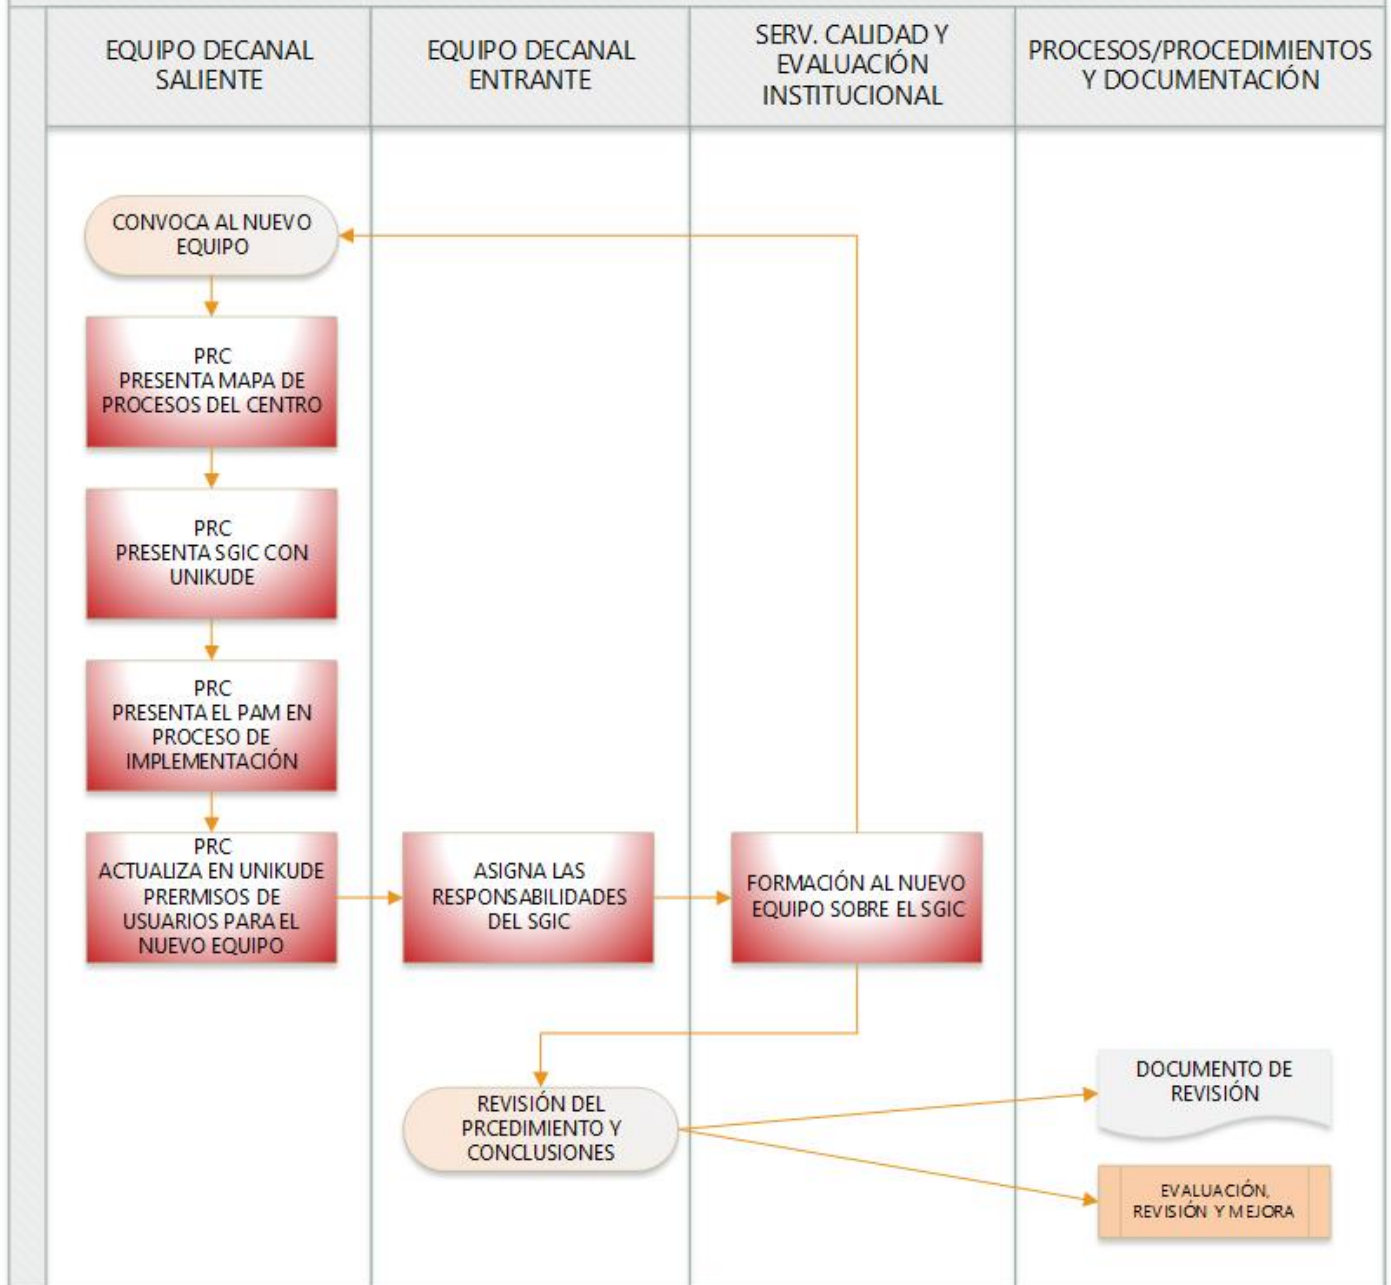 EQUIPO DECANAL
SALIENTE
EQUIPO DECANAL
ENTRANTE
SERV. CALIDAD Y
EVALUACIÓN
INSTITUCIONAL
PROCESOS/PROCEDIMIENTOS
Y DOCUMENTACIÓN
CONVOCA AL NUEVO
EQUIPO
PRC
PRESENTA MAPA DE
PROCESOS DEL CENTRO
PRC
PRESENTA SGIC CON
UNIKUDE
PRC
PRESENTA EL PAM EN
PROCESO DE
IMPLEMENTACIÓN
PRC
ACTUALIZA EN UNIKUDE
PRERMISOS DE
USUARIOS PARA EL
NUEVO EQUIPO
ASIGNA LAS
RESPONSABILIDADES
DEL SGIC
FORMACIÓN AL NUEVO
EQUIPO SOBRE EL SGIC
REVISIÓN DEL
PRCEDIMIENTO Y
CONCLUSIONES
DOCUMENTO DE
REVISIÓN
EVALUACIÓN,
REVISIÓN Y MEJORA